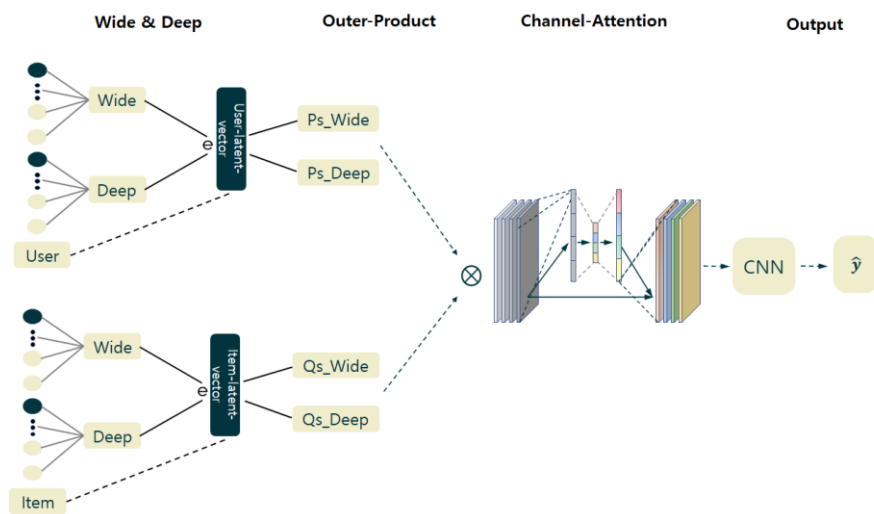 Wide & Deep
Outer-Product
Channel-Attention
Output
Wide
Deep
User
e
User-latent-
vector
Ps_Wide
Ps_Deep
Wide
Deep
Item
e
Item-latent-
vector
Qs_Wide
Qs_Deep
⊗
CNN
ŷ